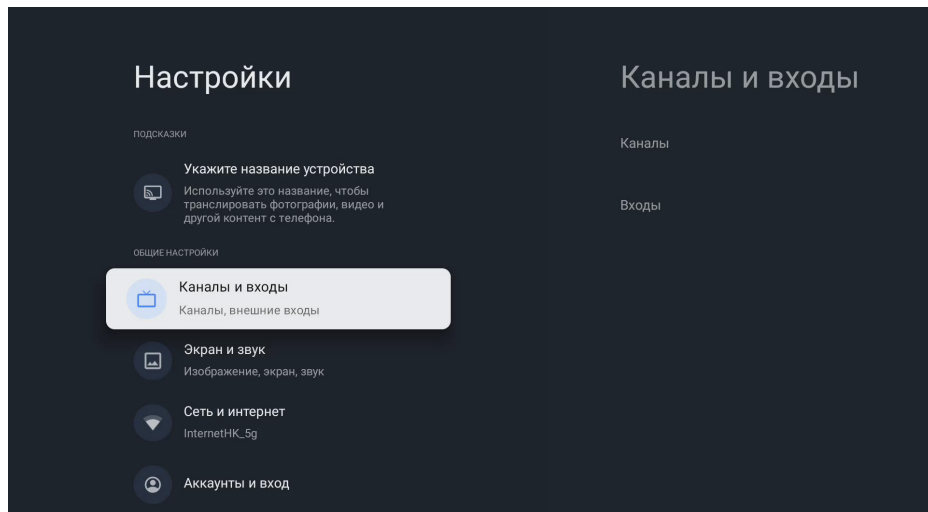 Настройки
ПОДСКАЗКИ
Укажите название устройства
Используйте это название, чтобы
транслировать фотографии, видео и
другой контент с телефона.
ОБЩИЕ НАСТРОЙКИ
Каналы и входы
Каналы, внешние входы
Экран и звук
Изображение, экран, звук
Сеть и интернет
InternetHK_5g
Аккаунты и вход
Каналы и входы
Каналы
Входы